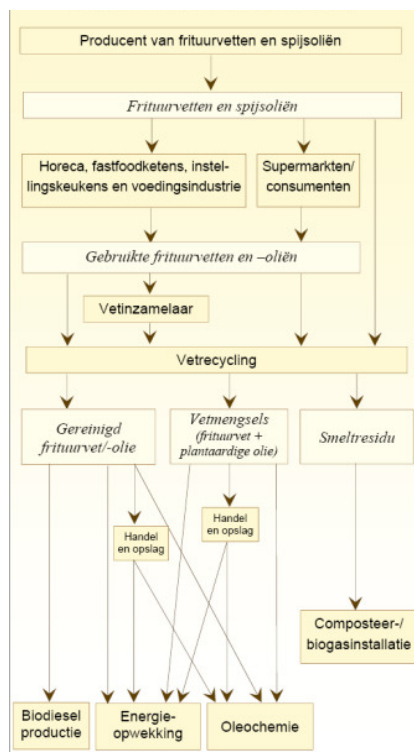 Producent van frituurvetten en spijsoliën
Frituurvetten en spijsoliën
Horeca, fastfoodketens, instel-
lingskeukens en voedingsindustrie
Supermarkten/
consumenten
Gebruikte frituurvetten en –oliën
Vetinzamelaar
Vetrecycling
Gereinigd
frituurvet/-olie
Vetmengsels
(frituurvet +
plantaardige olie)
Smeltresidu
Handel
en opslag
Handel
en opslag
Composteer-/
biogasinstallatie
Biodiesel
productie
Energie-
opwekking
Oleochemie